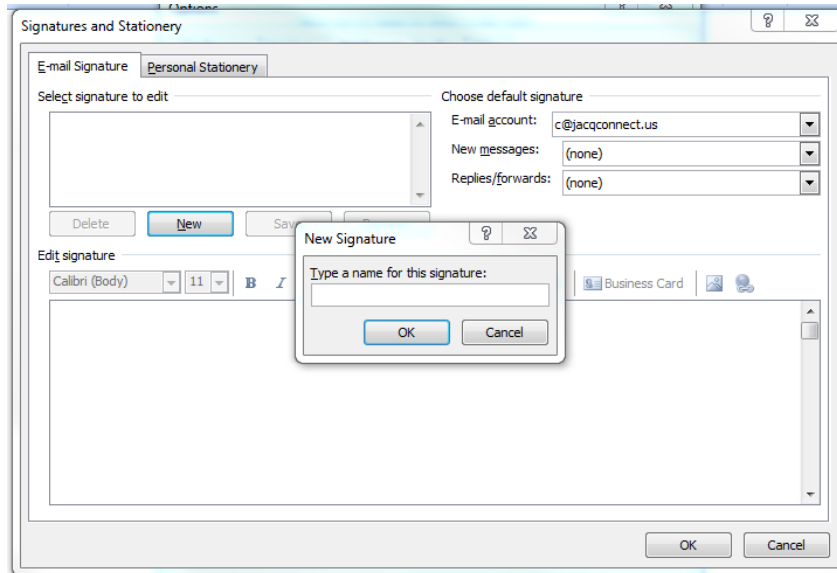 Options
Signatures and Stationery
E-mail Signature Personal Stationery
Select signature to edit
Choose default signature
E-mail account: c@jacqconnect.us
New messages: (none)
Replies/forwards: (none)
Delete New
New Signature
Type a name for this signature:
OK Cancel
Edit signature
Calibri (Body) 11 B I Business Card
OK Cancel